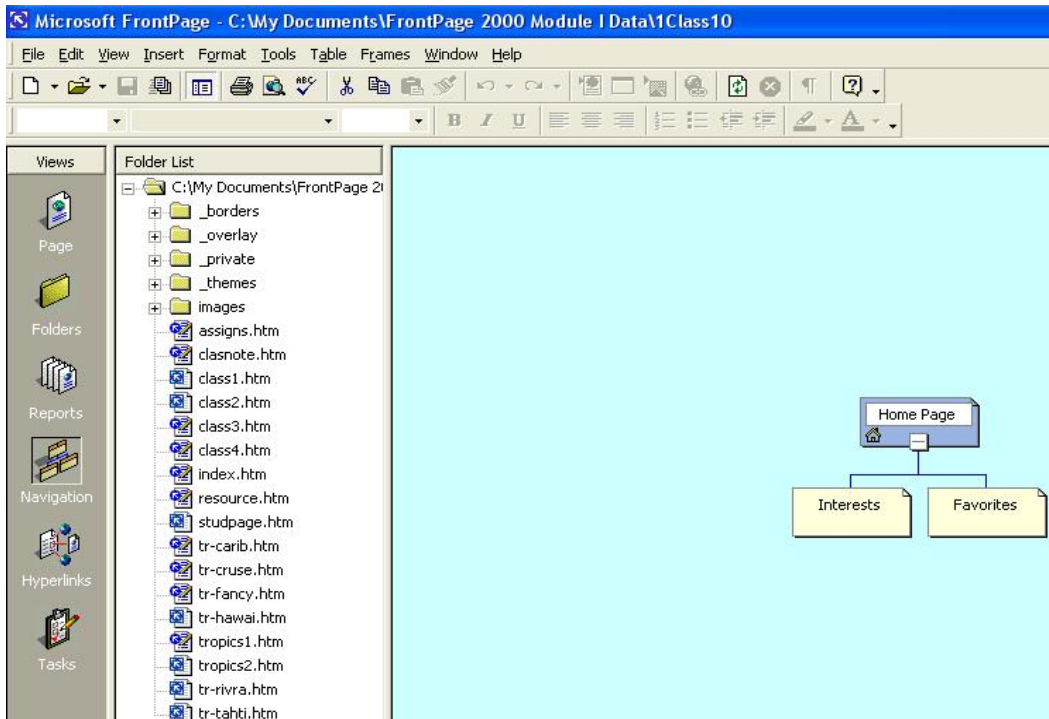 Microsoft FrontPage - C:\My Documents\FrontPage 2000 Module I Data\1Class10
File Edit View Insert Format Tools Table Frames Window Help
ABC
B I U A
Views
Folder List
C:\My Documents\FrontPage 2
_borders
_overlay
Page
_private
_themes
images
Folders
assigns.htm
clasnote.htm
class1.htm
class2.htm
Reports
class3.htm
class4.htm
index.htm
Navigation
resource.htm
studpage.htm
tr-carib.htm
Hyperlinks
tr-cruse.htm
tr-fancy.htm
tr-hawai.htm
tropics1.htm
Tasks
tropics2.htm
tr-rivra.htm
tr-tahti.htm
Home Page
Interests Favorites